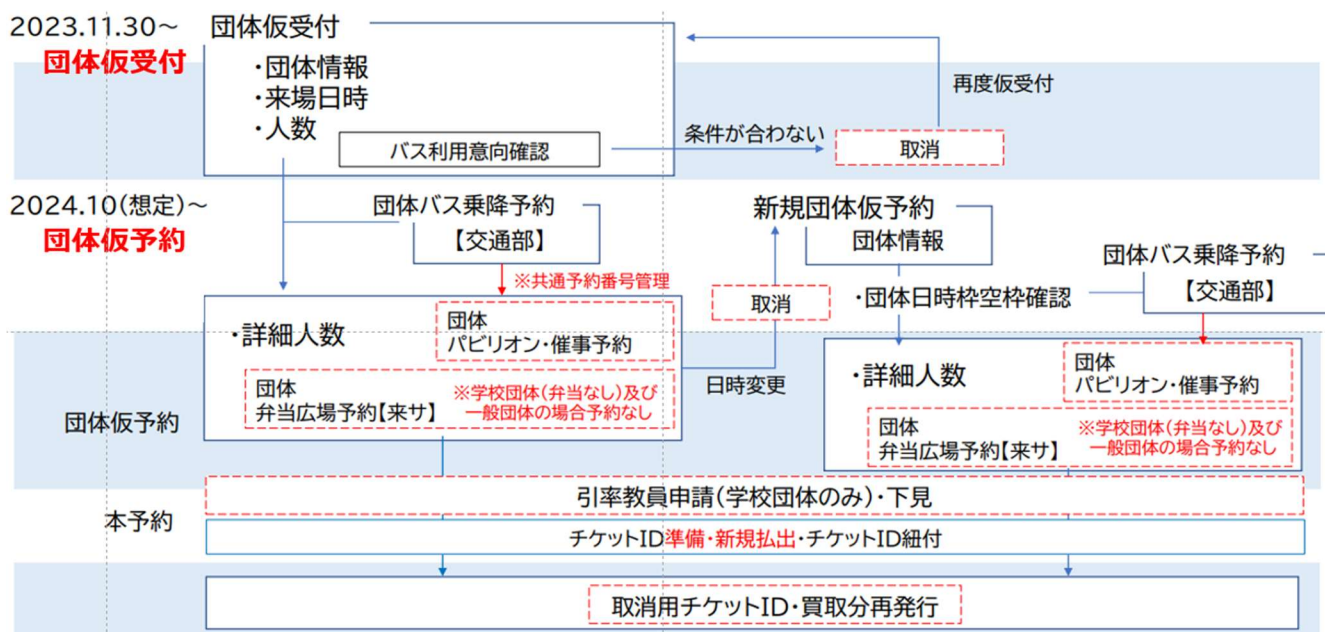 2023.11.30～
団体仮受付
団体仮受付
・団体情報
・来場日時
・人数
バス利用意向確認
条件が合わない
取消
再度仮受付
2024.10(想定)～
団体仮予約
団体バス乗降予約
【交通部】
※共通予約番号管理
新規団体仮予約
団体情報
取消
・団体日時枠空枠確認
団体バス乗降予約
【交通部】
団体仮予約
・詳細人数
団体
パビリオン・催事予約
団体
弁当広場予約【来サ】
※学校団体(弁当なし)及び
一般団体の場合予約なし
日時変更
・詳細人数
団体
パビリオン・催事予約
団体
弁当広場予約【来サ】
※学校団体(弁当なし)及び
一般団体の場合予約なし
本予約
引率教員申請(学校団体のみ)・下見
チケットID準備・新規払出・チケットID紐付
取消用チケットID・買取分再発行